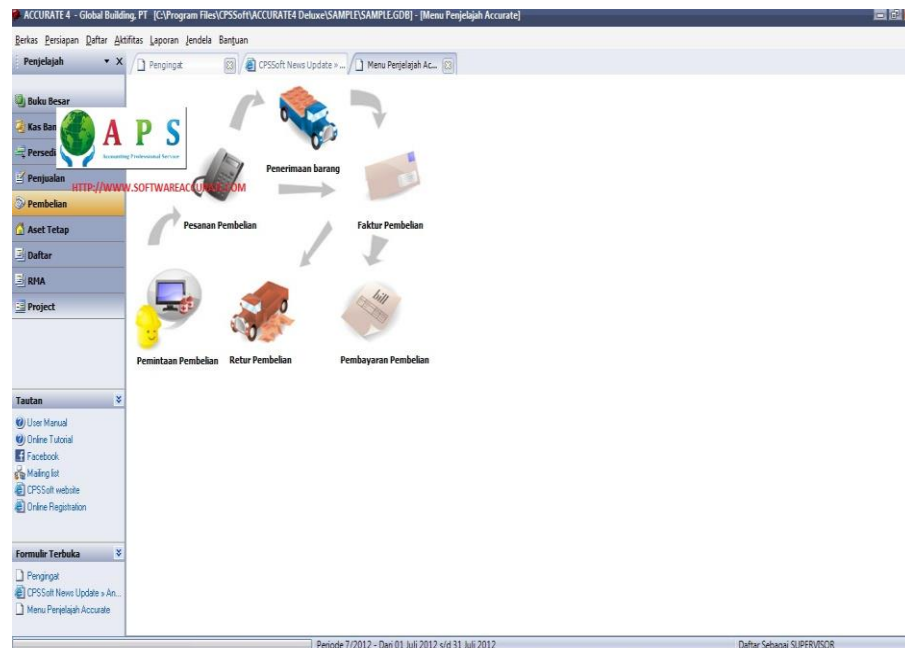 ACCURATE 4 - Global Building, PT [C:\Program Files\CPSSoft\ACCURATE4 Deluxe\SAMPLE\SAMPLE.GDB] - [Menu Penjelajah Accurate]
Berkas Persiapan Daftar Aktifitas Laporan Jendela Bantuan
Penjelajah X
Pengingat
CPSSoft News Update » ...
Menu Penjelajah Ac...
Buku Besar
Kas Ban
Persedi
Penjualan
Pembelian
Aset Tetap
Daftar
RMA
Project
APS
Accounting Professional Service
HTTP://WWW.SOFTWAREACCURATE.COM
Penerimaan barang
Pesanan Pembelian
Faktur Pembelian
bill
Pemintaan Pembelian
Retur Pembelian
Pembayaran Pembelian
Tautan
User Manual
Online Tutorial
Facebook
Mailing list
CPSSoft website
Online Registration
Formulir Terbuka
Pengingat
CPSSoft News Update » An...
Menu Penjelajah Accurate
Periode 7/2012 - Dari 01 Juli 2012 s/d 31 Juli 2012
Daftar Sebagai SUPERVISOR